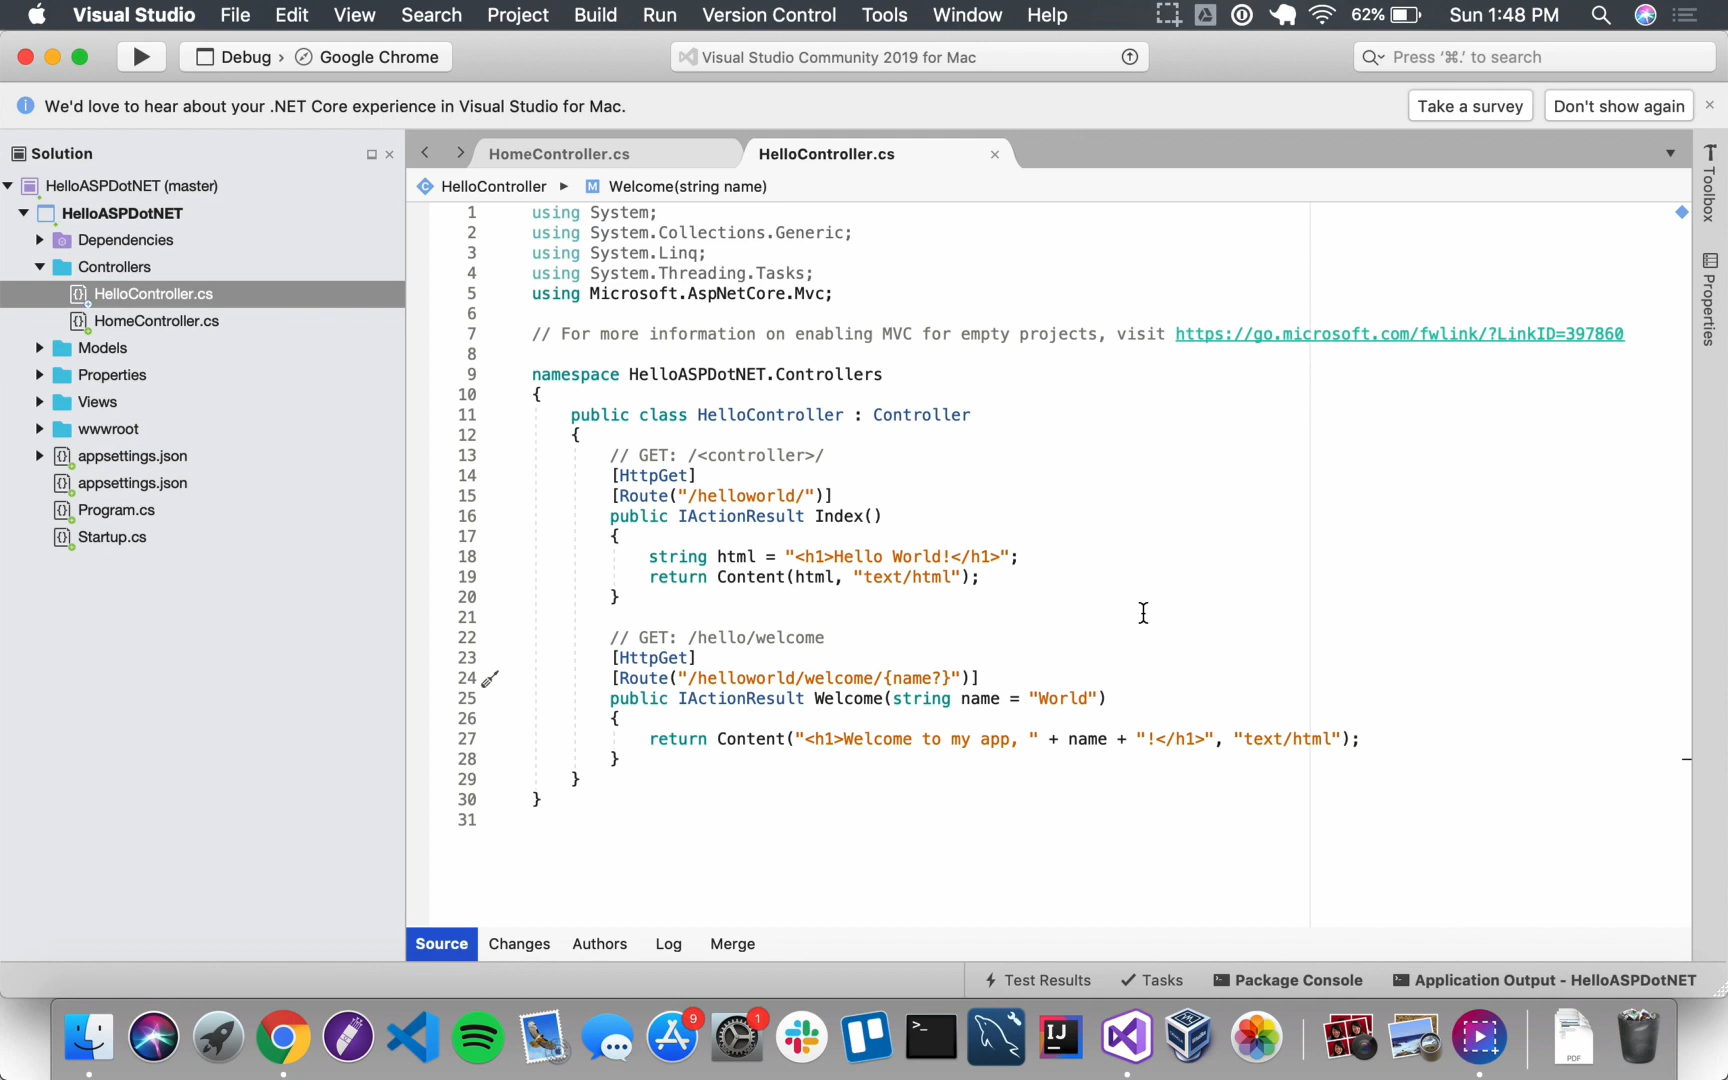 Visual Studio File Edit View Search Project Build Run Version Control Tools Window Help 62% Sun 1:48 PM
Debug › Google Chrome Visual Studio Community 2019 for Mac Press '⌘.' to search
We'd love to hear about your .NET Core experience in Visual Studio for Mac. Take a survey Don't show again
Solution
HelloASPDotNET (master)
HelloASPDotNET
Dependencies
Controllers
HelloController.cs
HomeController.cs
Models
Properties
Views
wwwroot
appsettings.json
appsettings.json
Program.cs
Startup.cs
HomeController.cs HelloController.cs
HelloController Welcome(string name)
1 using System;
2 using System.Collections.Generic;
3 using System.Linq;
4 using System.Threading.Tasks;
5 using Microsoft.AspNetCore.Mvc;
6
7 // For more information on enabling MVC for empty projects, visit https://go.microsoft.com/fwlink/?LinkID=397860
8
9 namespace HelloASPDotNET.Controllers
10 {
11 public class HelloController : Controller
12 {
13 // GET: /<controller>/
14 [HttpGet]
15 [Route("/helloworld/")]
16 public IActionResult Index()
17 {
18 string html = "<h1>Hello World!</h1>";
19 return Content(html, "text/html");
20 }
21
22 // GET: /hello/welcome
23 [HttpGet]
24 [Route("/helloworld/welcome/{name?}")]
25 public IActionResult Welcome(string name = "World")
26 {
27 return Content("<h1>Welcome to my app, " + name + "!</h1>", "text/html");
28 }
29 }
30 }
31
Toolbox
Properties
Source Changes Authors Log Merge
Test Results Tasks Package Console Application Output - HelloASPDotNET
9 1
>_
IJ
PDF